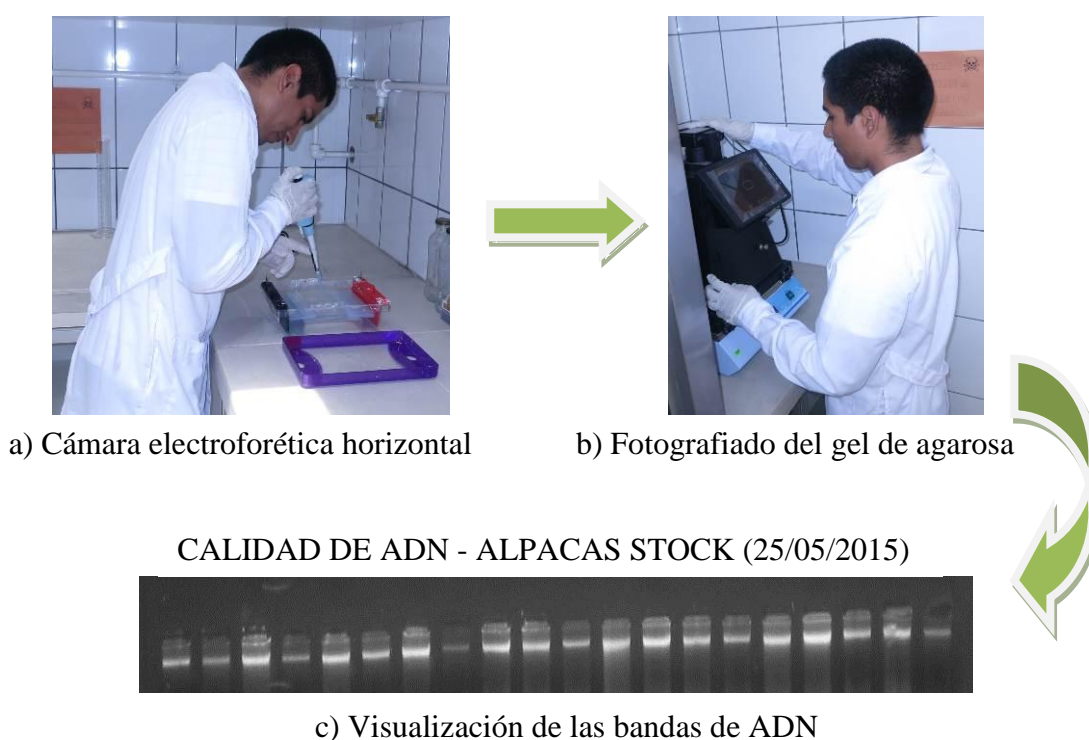 a) Cámara electroforética horizontal
b) Fotografiado del gel de agarosa
CALIDAD DE ADN - ALPACAS STOCK (25/05/2015)
c) Visualización de las bandas de ADN